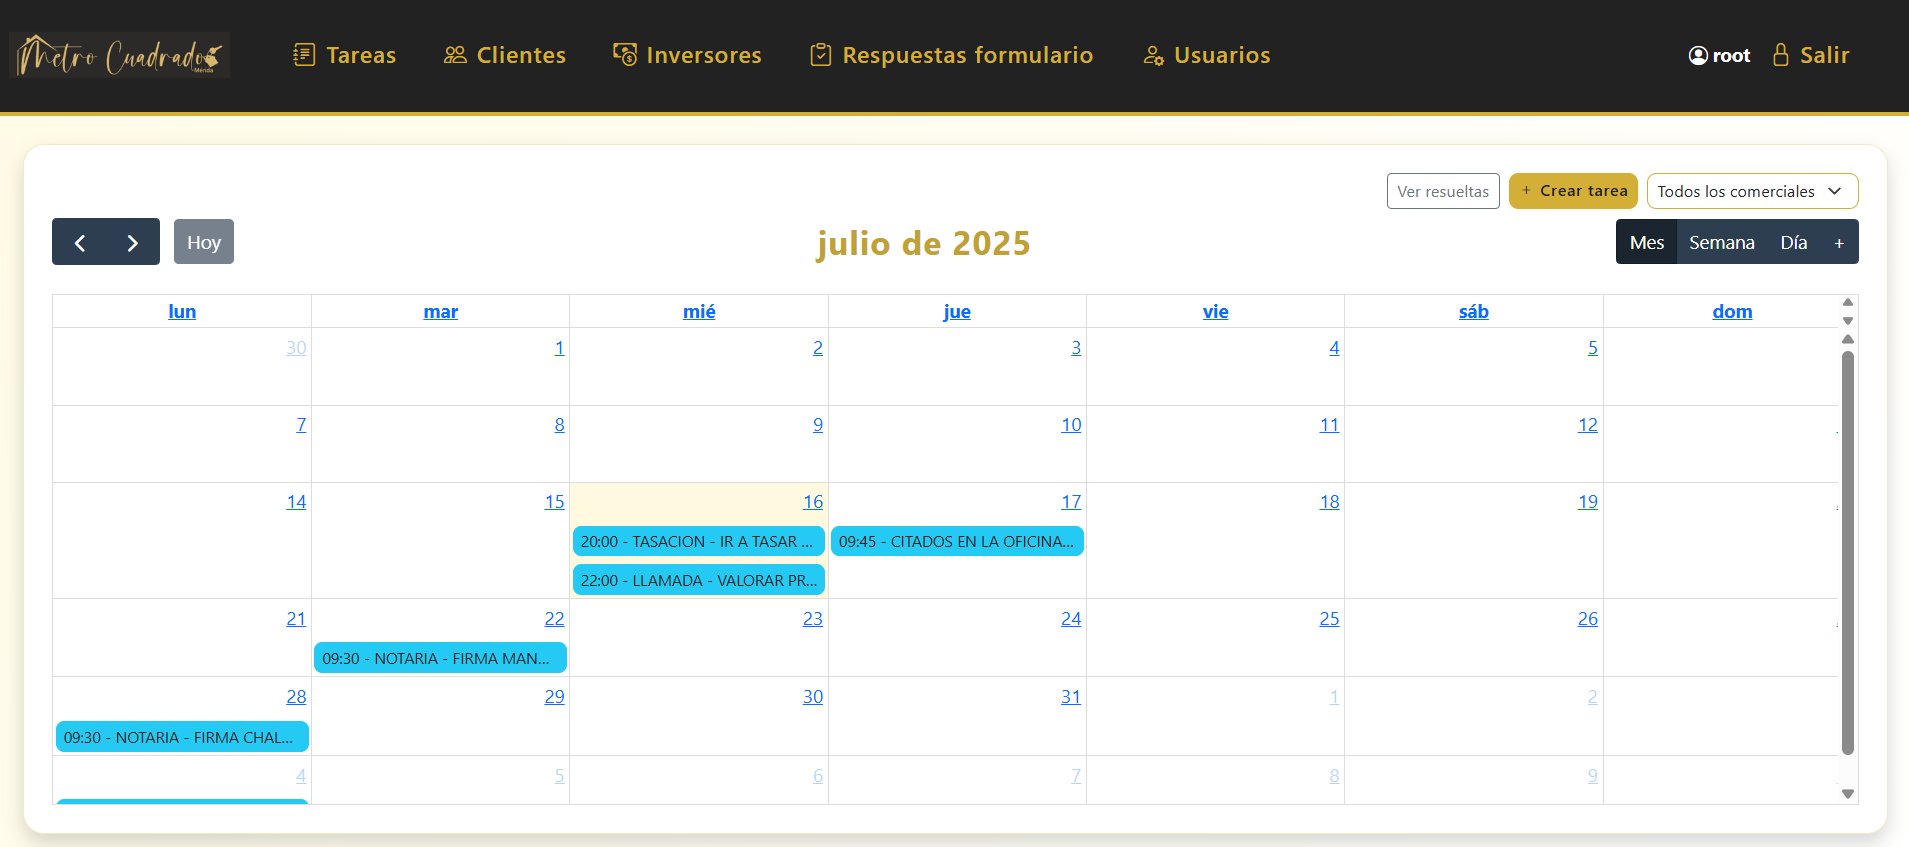 Metro Cuadrado
Mérida
Tareas
Clientes
Inversores
Respuestas formulario
Usuarios
root
Salir
Ver resueltas
+ Crear tarea
Todos los comerciales
Hoy
julio de 2025
Mes
Semana
Día
+
lun mar mié jue vie sáb dom
30 1 2 3 4 5
7 8 9 10 11 12
14 15 16 17 18 19
20:00 - TASACION - IR A TASAR ...
09:45 - CITADOS EN LA OFICINA...
22:00 - LLAMADA - VALORAR PR...
21 22 23 24 25 26
09:30 - NOTARIA - FIRMA MAN...
28 29 30 31 1 2
09:30 - NOTARIA - FIRMA CHAL...
4 5 6 7 8 9